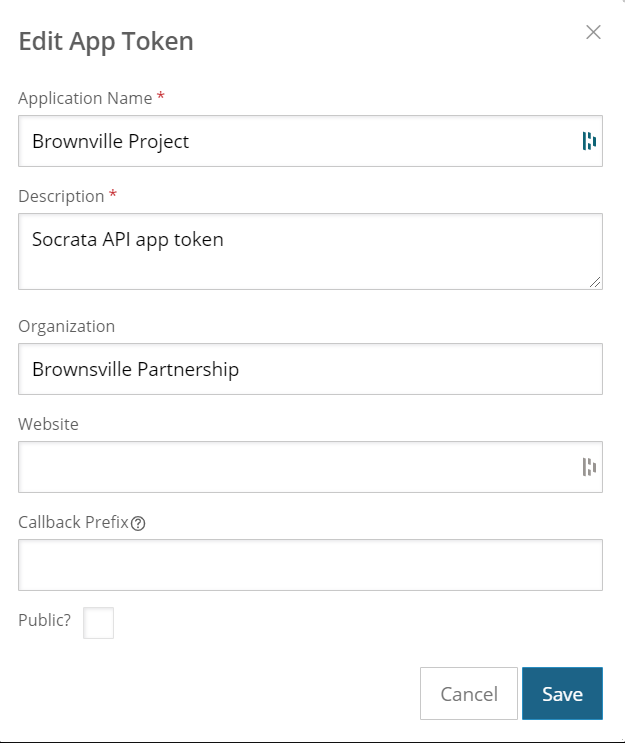 Edit App Token
Application Name *
Brownville Project
Description *
Socrata API app token
Organization
Brownsville Partnership
Website
Callback Prefix?
Public?
Cancel Save